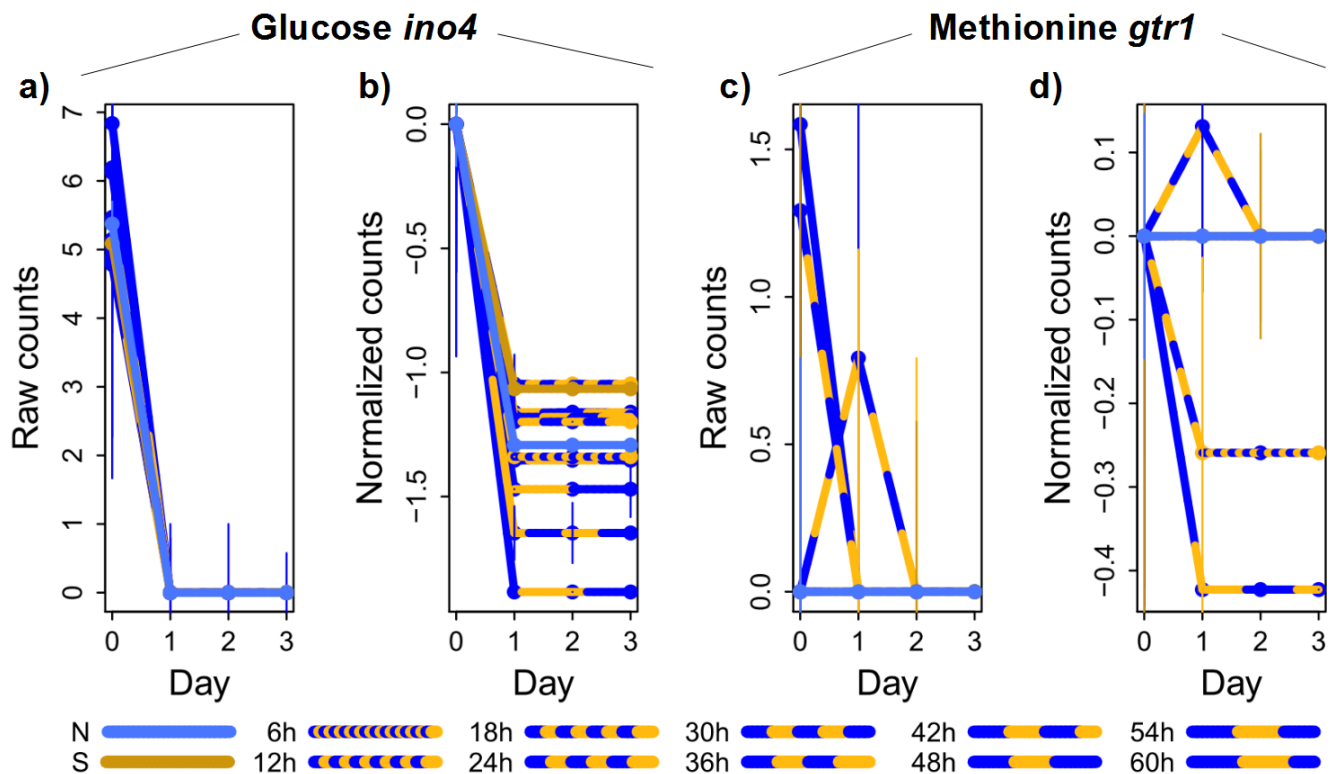 Glucose ino4
Methionine gtr1
a)
b)
c)
d)
Raw counts
7
6
5
4
3
2
1
0
0 1 2 3
Day
Normalized counts
0.0
−0.5
−1.0
−1.5
0 1 2 3
Day
Raw counts
1.5
1.0
0.5
0.0
0 1 2 3
Day
Normalized counts
0.1
0.0
−0.1
−0.2
−0.3
−0.4
0 1 2 3
Day
N 6h 18h 30h 42h 54h
S 12h 24h 36h 48h 60h